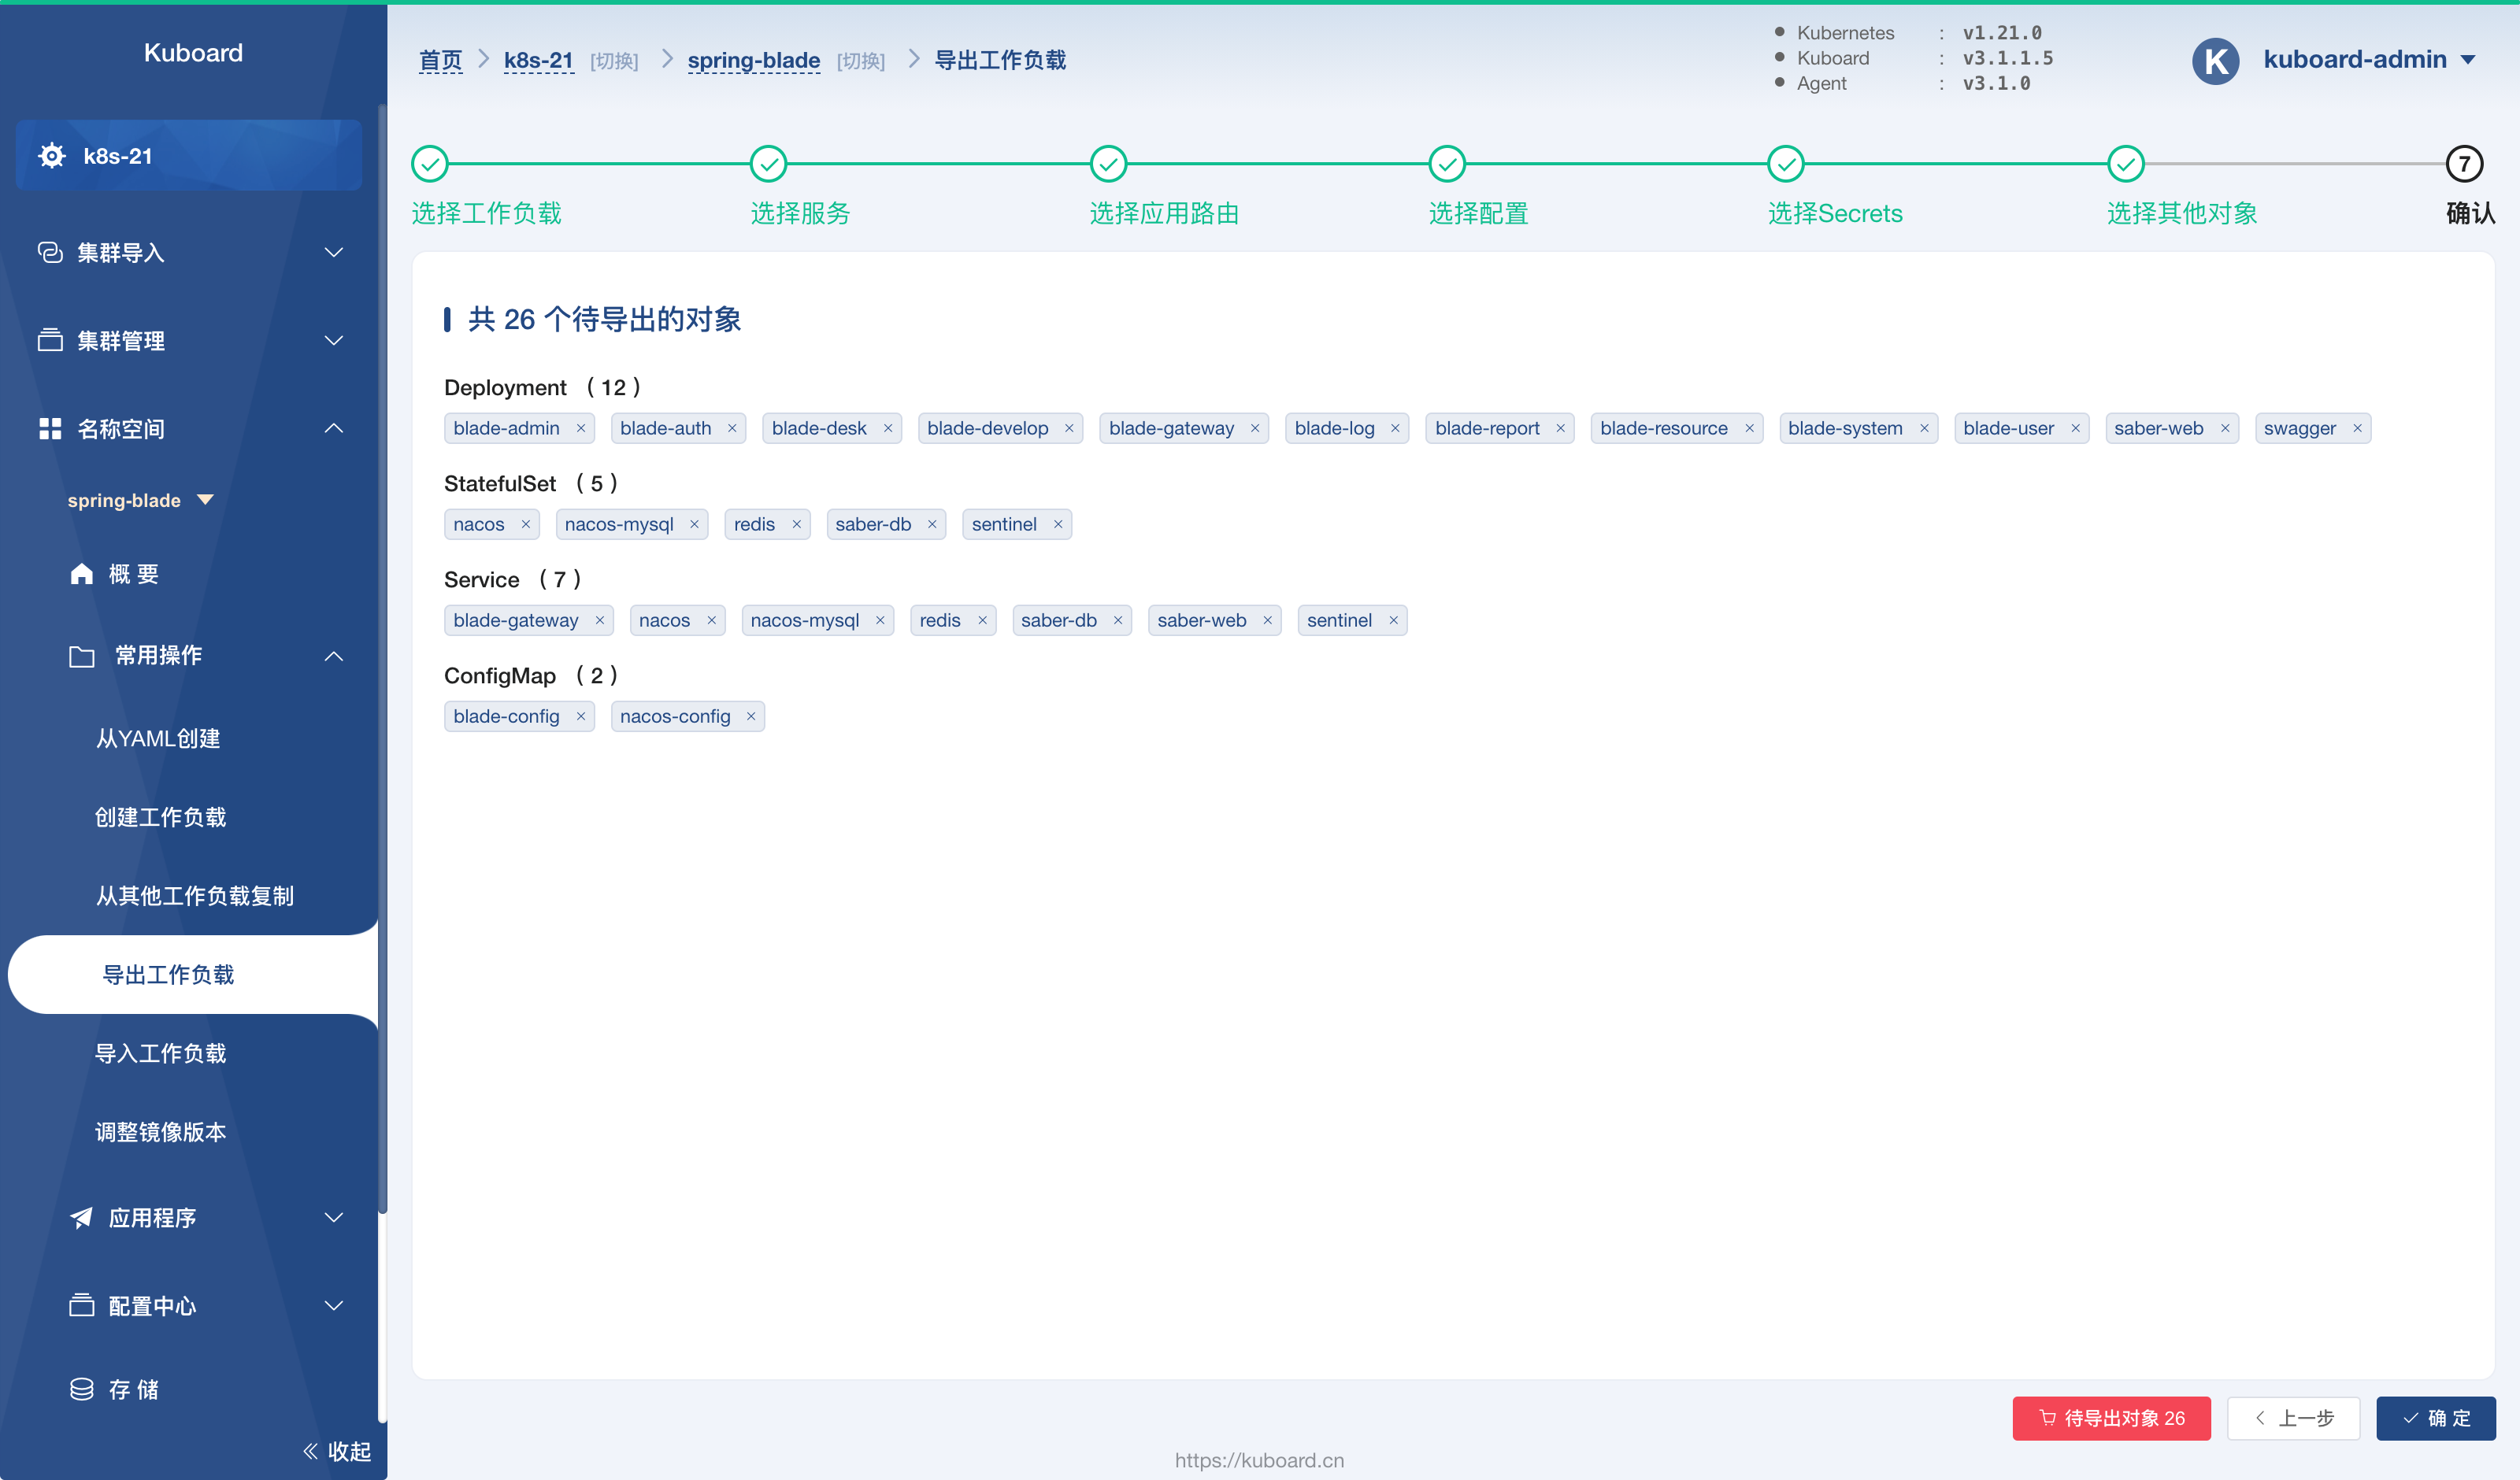 Kuboard
k8s-21
集群导入
集群管理
名称空间
spring-blade
概 要
常用操作
从YAML创建
创建工作负载
从其他工作负载复制
导出工作负载
导入工作负载
调整镜像版本
应用程序
配置中心
存 储
收起
首页 k8s-21 [切换] spring-blade [切换] 导出工作负载
Kubernetes : v1.21.0
Kuboard : v3.1.1.5
Agent : v3.1.0
K kuboard-admin
7
选择工作负载 选择服务 选择应用路由 选择配置 选择Secrets 选择其他对象 确认
共 26 个待导出的对象
Deployment （ 12 ）
blade-admin × blade-auth × blade-desk × blade-develop × blade-gateway × blade-log × blade-report × blade-resource × blade-system × blade-user × saber-web × swagger ×
StatefulSet （ 5 ）
nacos × nacos-mysql × redis × saber-db × sentinel ×
Service （ 7 ）
blade-gateway × nacos × nacos-mysql × redis × saber-db × saber-web × sentinel ×
ConfigMap （ 2 ）
blade-config × nacos-config ×
待导出对象 26 上一步 确 定
https://kuboard.cn